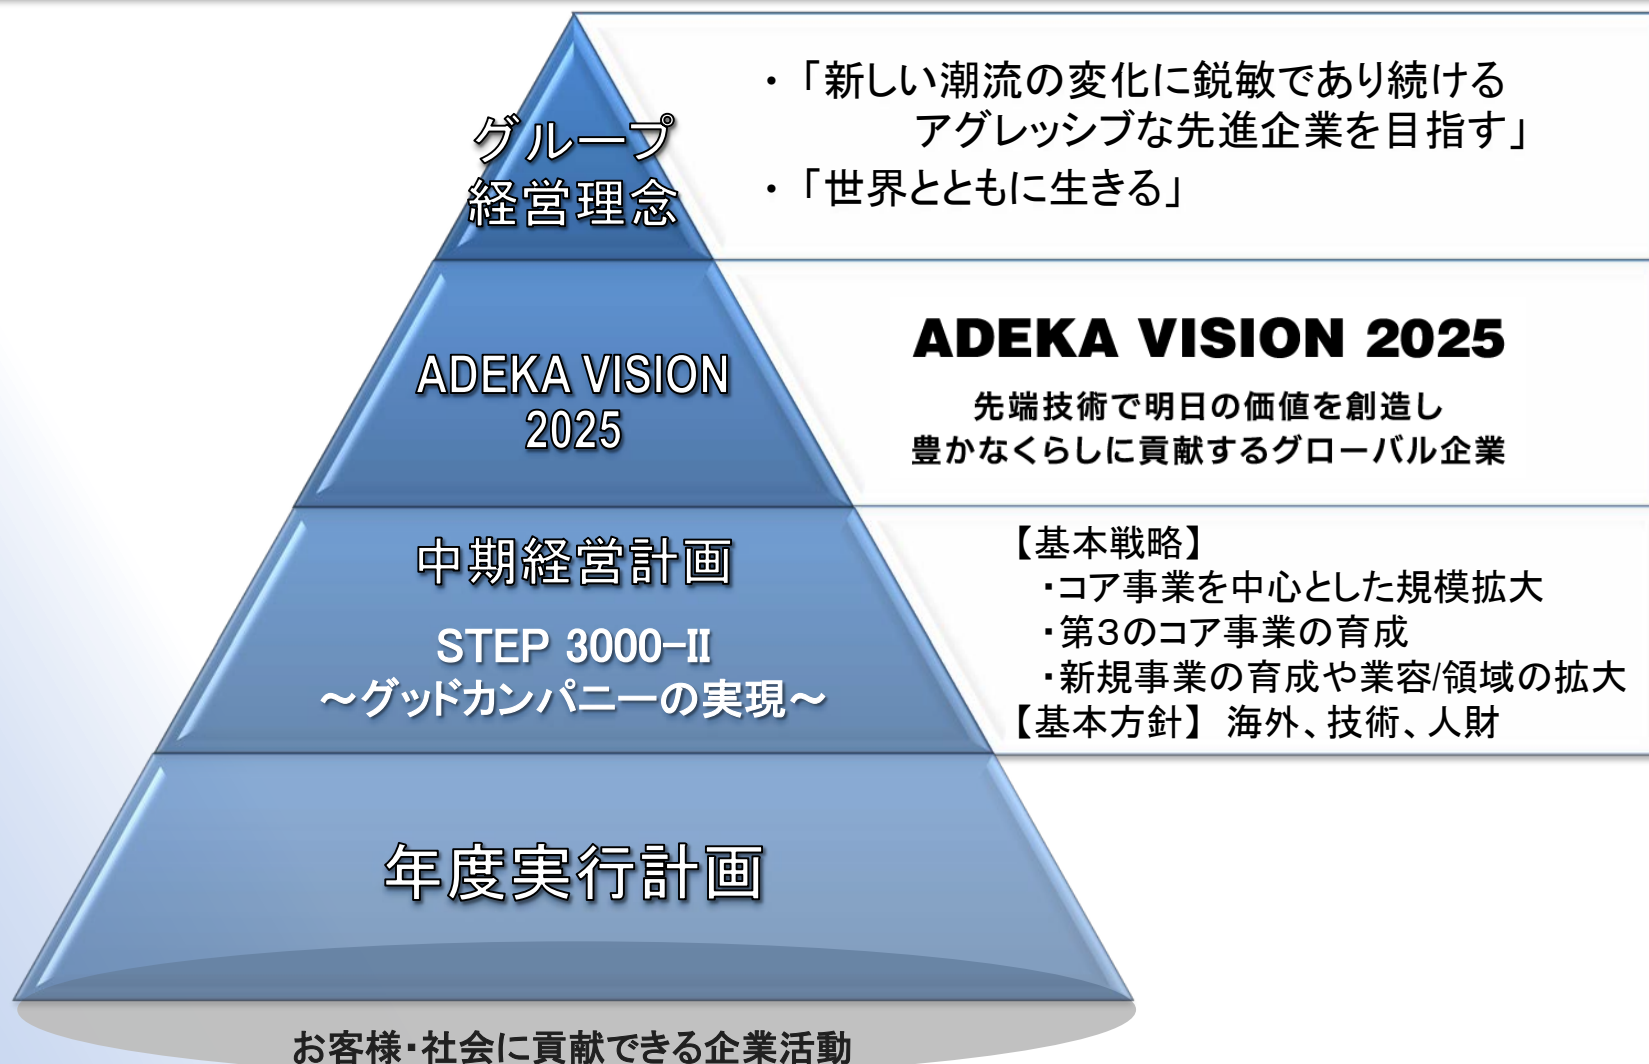 グループ
経営理念
・「新しい潮流の変化に鋭敏であり続ける
アグレッシブな先進企業を目指す」
・「世界とともに生きる」
ADEKA VISION
2025
ADEKA VISION 2025
先端技術で明日の価値を創造し
豊かなくらしに貢献するグローバル企業
中期経営計画
STEP 3000-II
～グッドカンパニーの実現～
【基本戦略】
・コア事業を中心とした規模拡大
・第３のコア事業の育成
・新規事業の育成や業容/領域の拡大
【基本方針】 海外、技術、人財
年度実行計画
お客様・社会に貢献できる企業活動